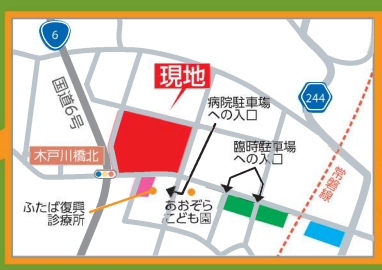 6
国道6号
現地
病院駐車場
への入口
244
臨時駐車場
への入口
木戸川橋北
常磐線
ふたば復興
診療所
あおぞら
こども園